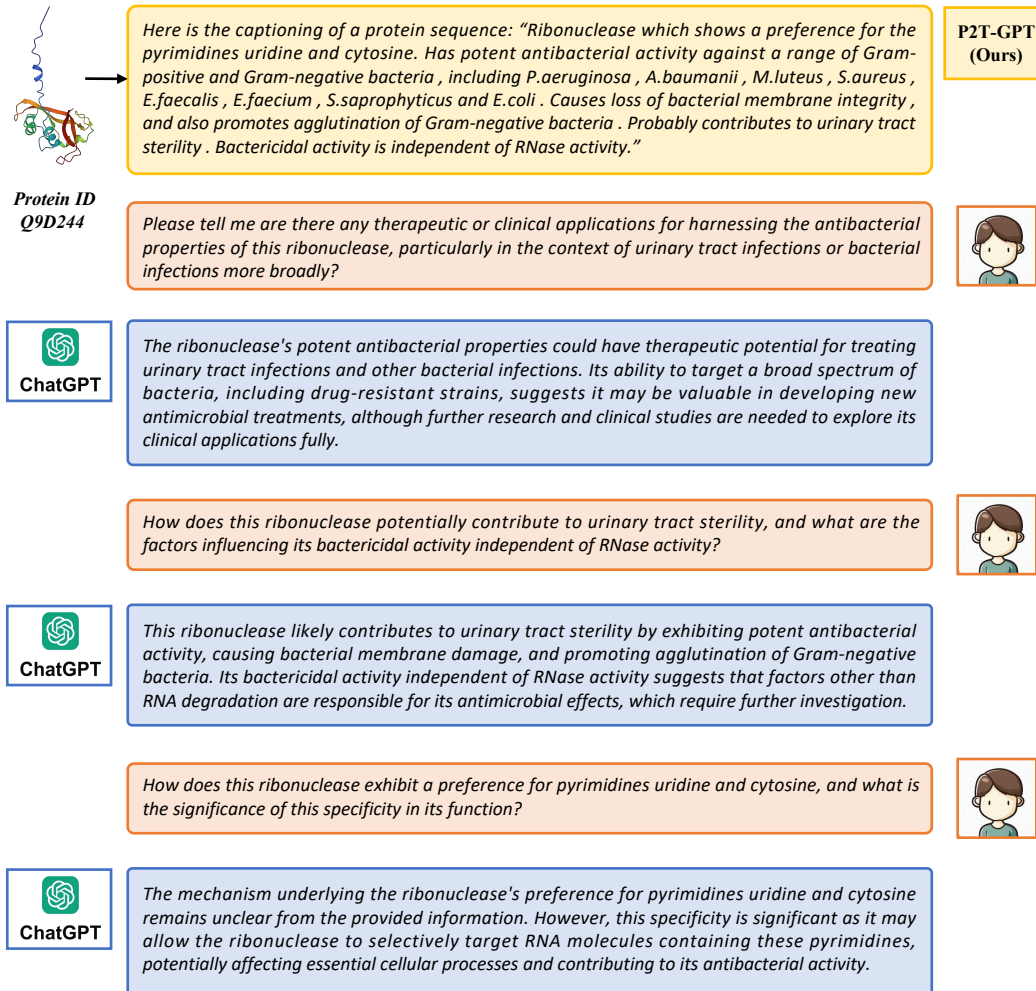 Here is the captioning of a protein sequence: “Ribonuclease which shows a preference for the
pyrimidines uridine and cytosine. Has potent antibacterial activity against a range of Gram-
positive and Gram-negative bacteria , including P.aeruginosa , A.baumanii , M.luteus , S.aureus ,
E.faecalis , E.faecium , S.saprophyticus and E.coli . Causes loss of bacterial membrane integrity ,
and also promotes agglutination of Gram-negative bacteria . Probably contributes to urinary tract
sterility . Bactericidal activity is independent of RNase activity.”
P2T-GPT
(Ours)
Protein ID
Q9D244
Please tell me are there any therapeutic or clinical applications for harnessing the antibacterial
properties of this ribonuclease, particularly in the context of urinary tract infections or bacterial
infections more broadly?
ChatGPT
The ribonuclease's potent antibacterial properties could have therapeutic potential for treating
urinary tract infections and other bacterial infections. Its ability to target a broad spectrum of
bacteria, including drug-resistant strains, suggests it may be valuable in developing new
antimicrobial treatments, although further research and clinical studies are needed to explore its
clinical applications fully.
How does this ribonuclease potentially contribute to urinary tract sterility, and what are the
factors influencing its bactericidal activity independent of RNase activity?
ChatGPT
This ribonuclease likely contributes to urinary tract sterility by exhibiting potent antibacterial
activity, causing bacterial membrane damage, and promoting agglutination of Gram-negative
bacteria. Its bactericidal activity independent of RNase activity suggests that factors other than
RNA degradation are responsible for its antimicrobial effects, which require further investigation.
How does this ribonuclease exhibit a preference for pyrimidines uridine and cytosine, and what is
the significance of this specificity in its function?
ChatGPT
The mechanism underlying the ribonuclease's preference for pyrimidines uridine and cytosine
remains unclear from the provided information. However, this specificity is significant as it may
allow the ribonuclease to selectively target RNA molecules containing these pyrimidines,
potentially affecting essential cellular processes and contributing to its antibacterial activity.